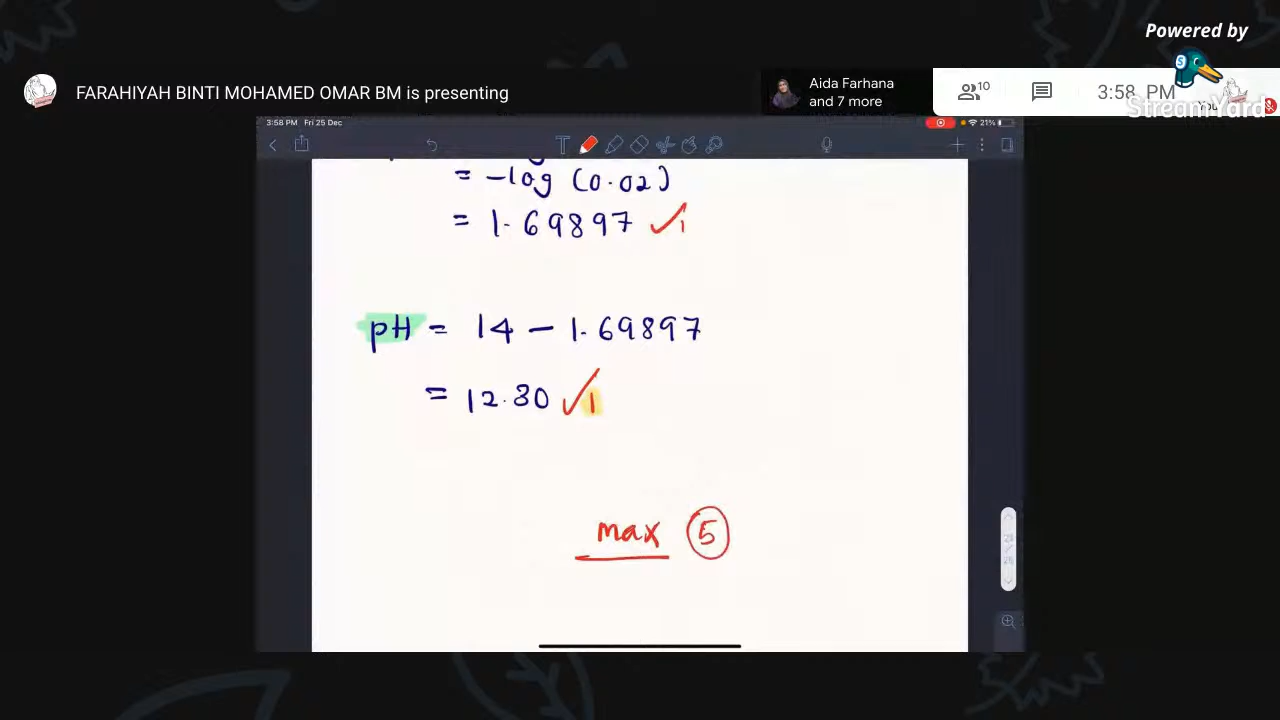 Powered by
StreamYard
FARAHIYAH BINTI MOHAMED OMAR BM is presenting
Aida Farhana
and 7 more
10
3:58 PM
3:58 PM Fri 25 Dec
21%
= -log (0.02)
= 1.69897 ✓1
pH = 14 - 1.69897
= 12.30 ✓1
max 5